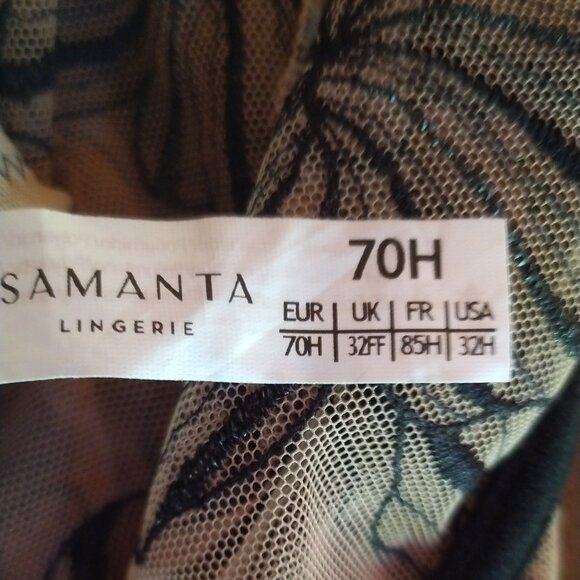 70H
SAMANTA
LINGERIE
EUR | UK | FR | USA
70H | 32FF | 85H | 32H